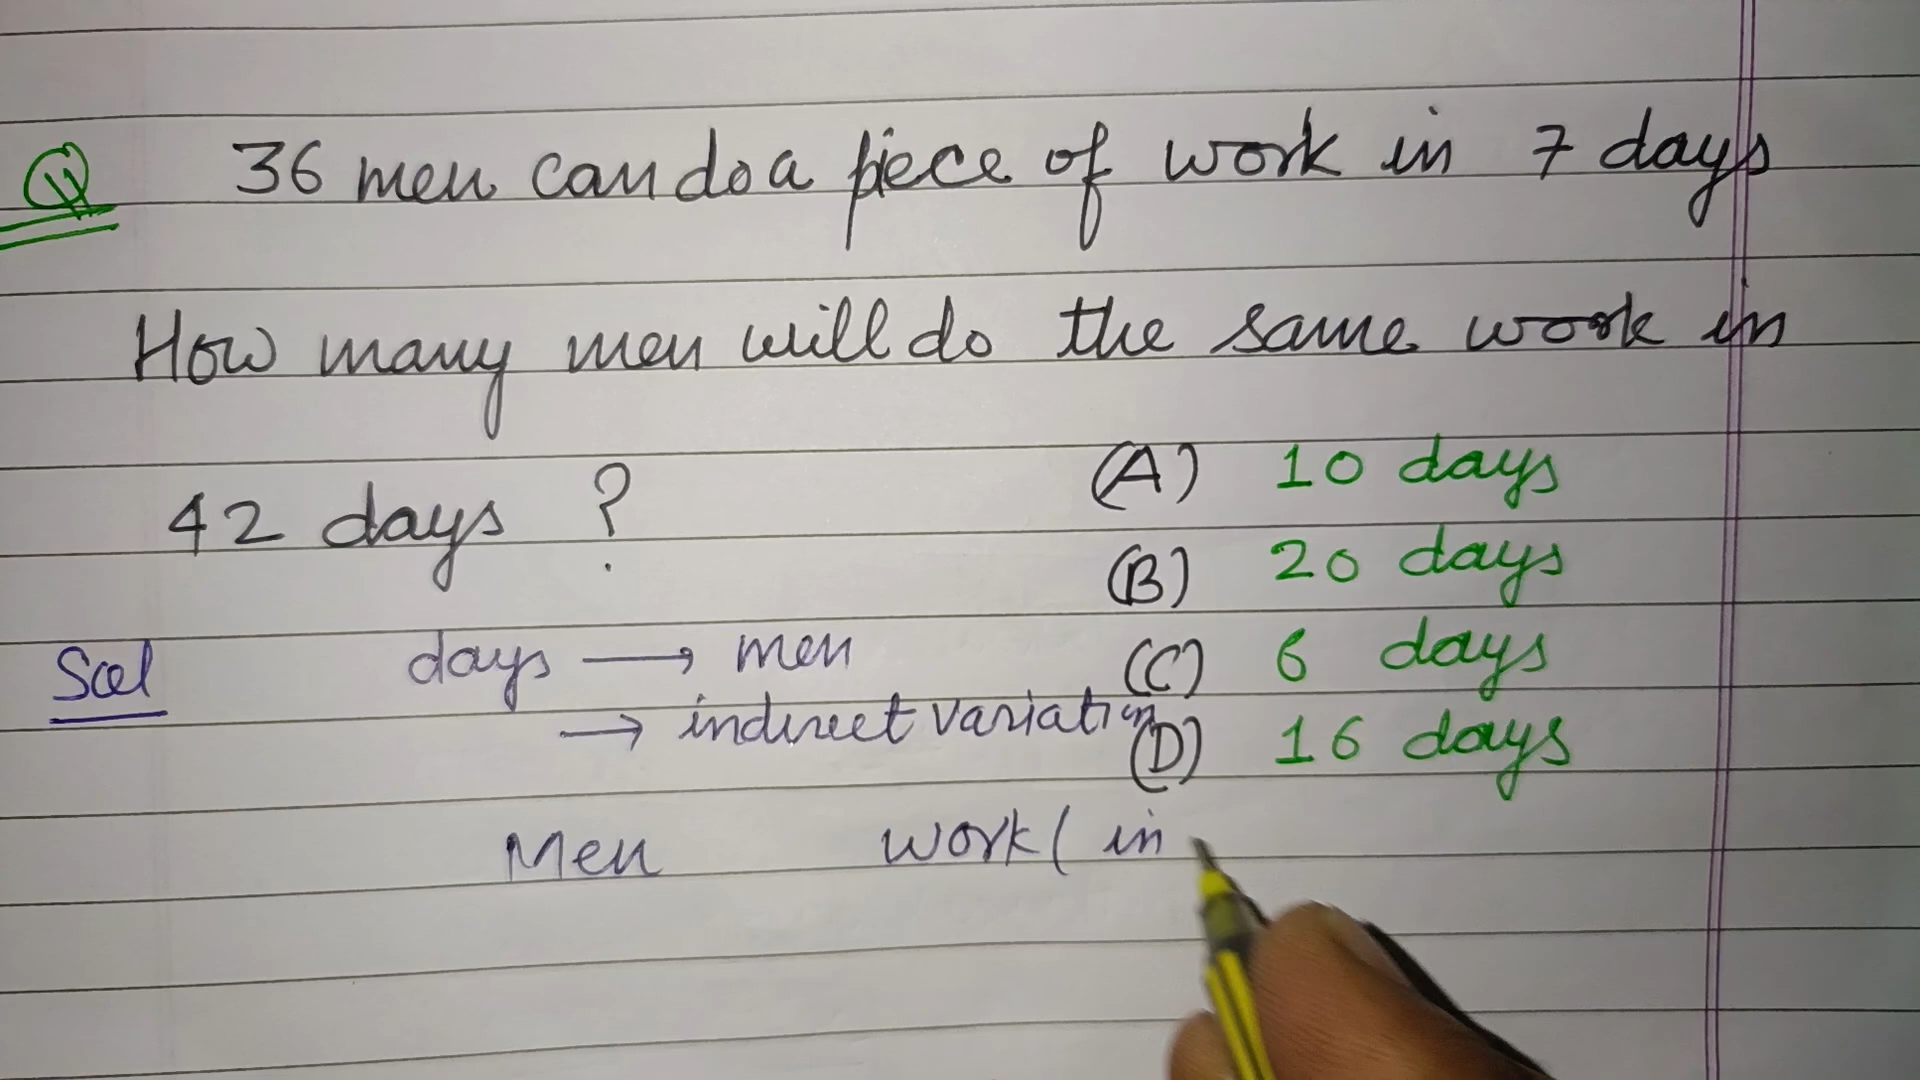 Q 36 men can do a piece of work in 7 days
How many men will do the same work in
42 days ?
(A) 10 days
(B) 20 days
(C) 6 days
(D) 16 days
Sol days → men
→ indirect variation
Men work ( in